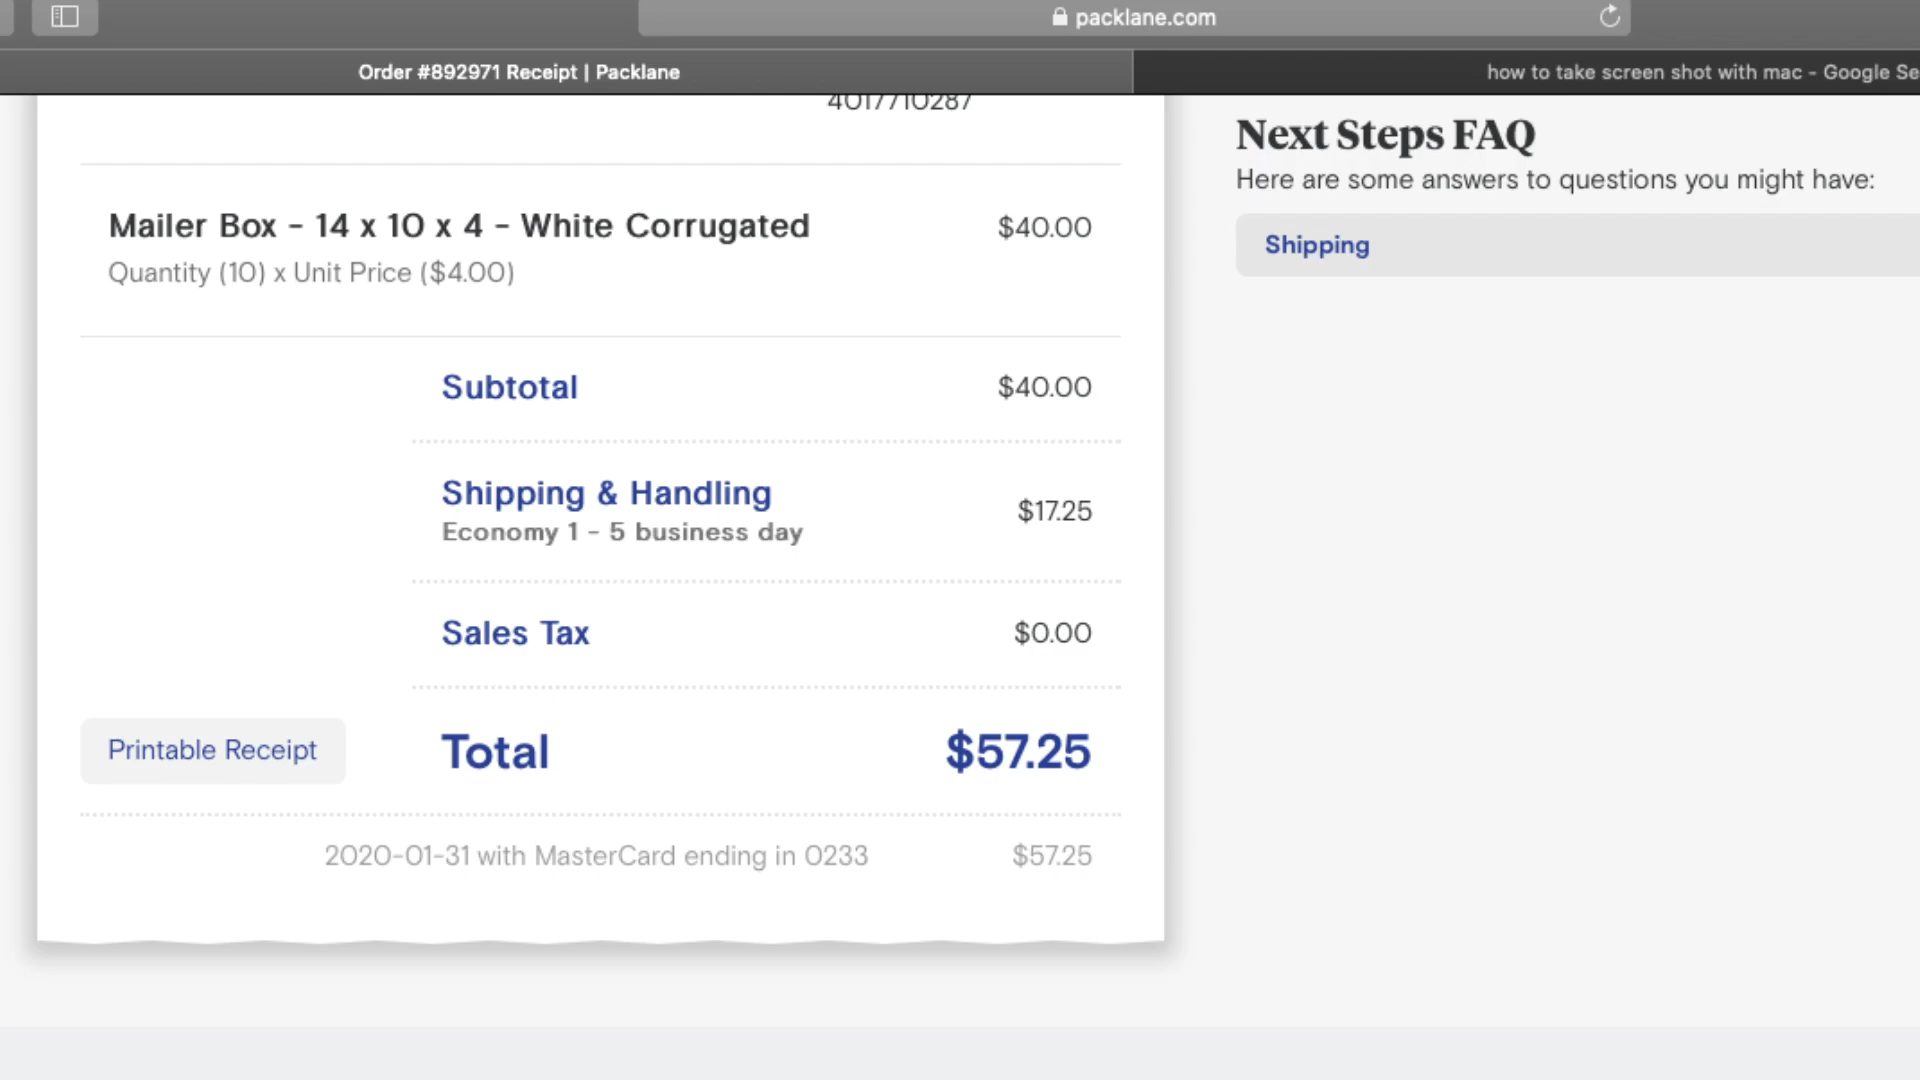 packlane.com
Order #892971 Receipt | Packlane
how to take screen shot with mac - Google Se
4017710287
Mailer Box - 14 x 10 x 4 - White Corrugated $40.00
Quantity (10) x Unit Price ($4.00)
Subtotal $40.00
Shipping & Handling $17.25
Economy 1 - 5 business day
Sales Tax $0.00
Printable Receipt Total $57.25
2020-01-31 with MasterCard ending in 0233 $57.25
Next Steps FAQ
Here are some answers to questions you might have:
Shipping